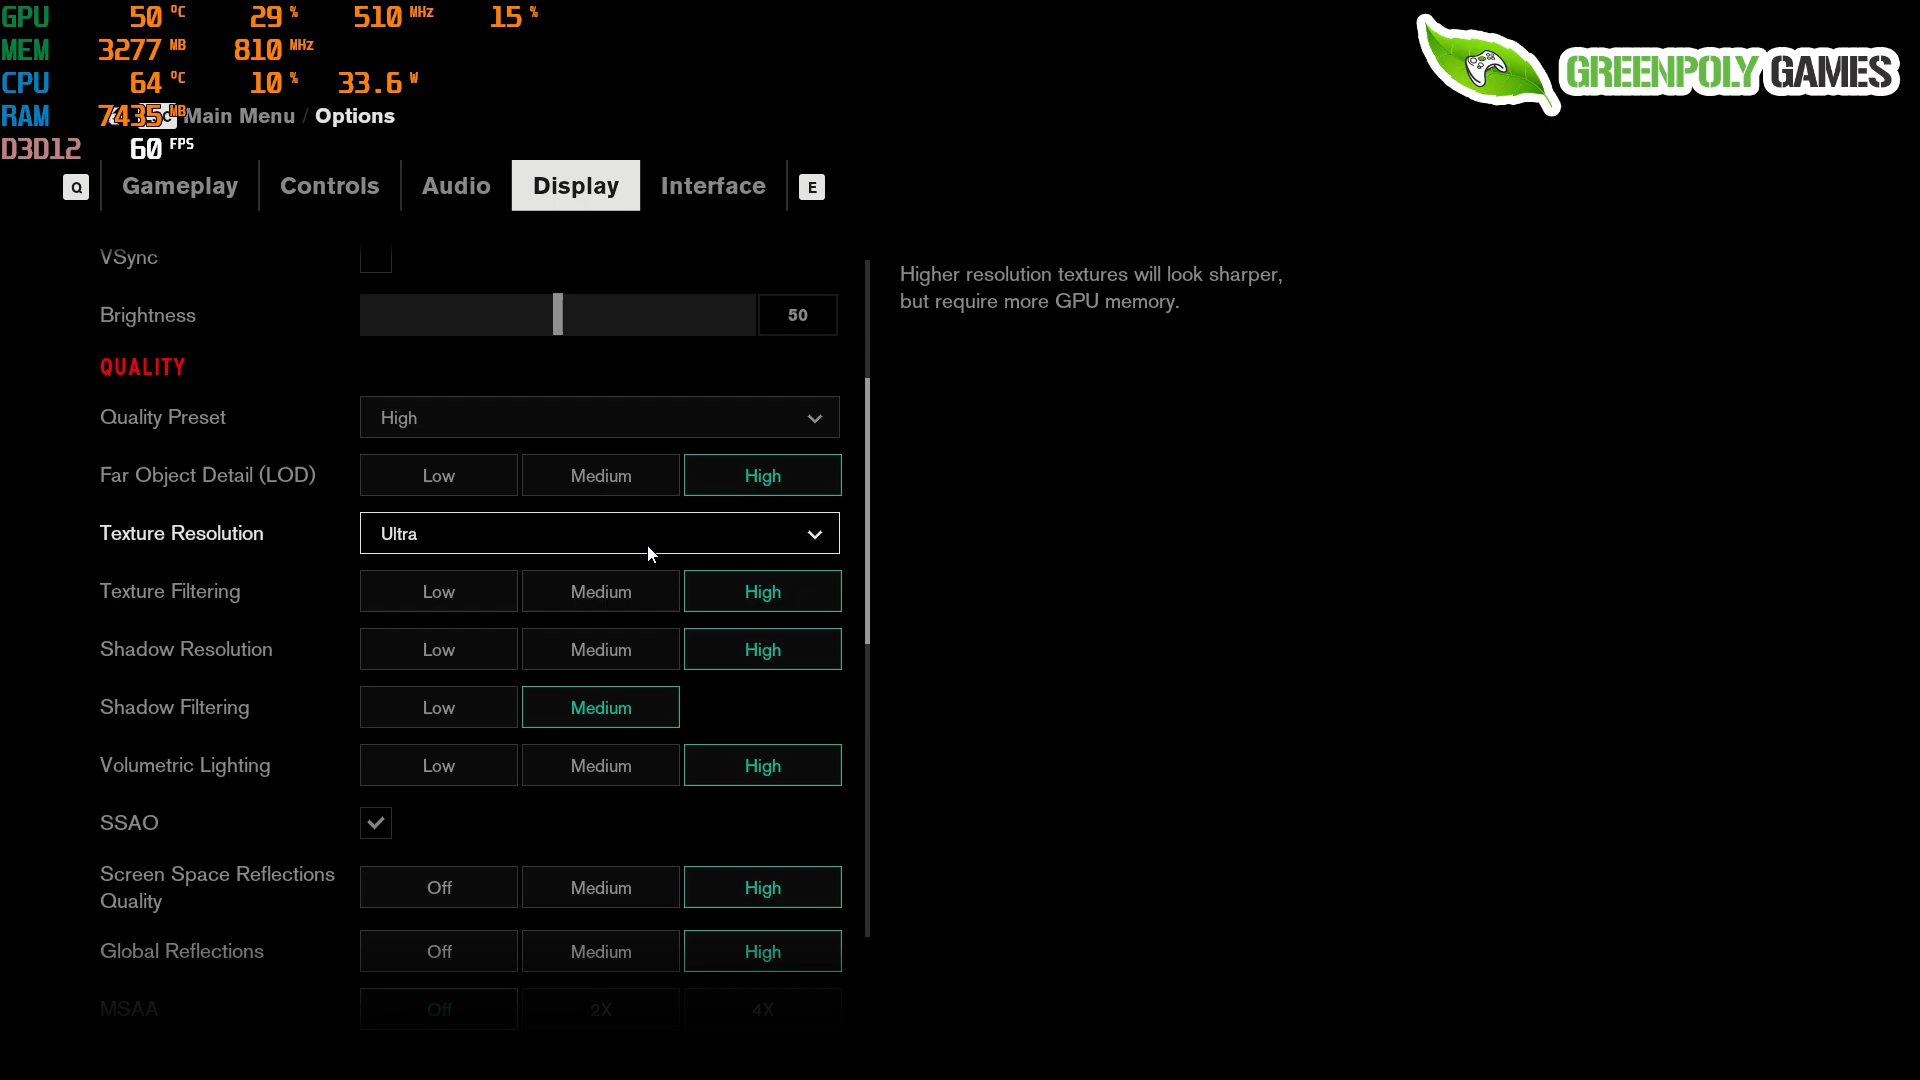 GPU 50 °C 29 % 510 MHz 15 %
MEM 3277 MB 810 MHz
CPU 64 °C 10 % 33.6 W
RAM 7435 MB Main Menu / Options
D3D12 60 FPS
GREENPOLY GAMES
Q Gameplay Controls Audio Display Interface E
VSync
Brightness 50
Higher resolution textures will look sharper,
but require more GPU memory.
QUALITY
Quality Preset High
Far Object Detail (LOD) Low Medium High
Texture Resolution Ultra
Texture Filtering Low Medium High
Shadow Resolution Low Medium High
Shadow Filtering Low Medium
Volumetric Lighting Low Medium High
SSAO
Screen Space Reflections
Quality Off Medium High
Global Reflections Off Medium High
MSAA Off 2X 4X